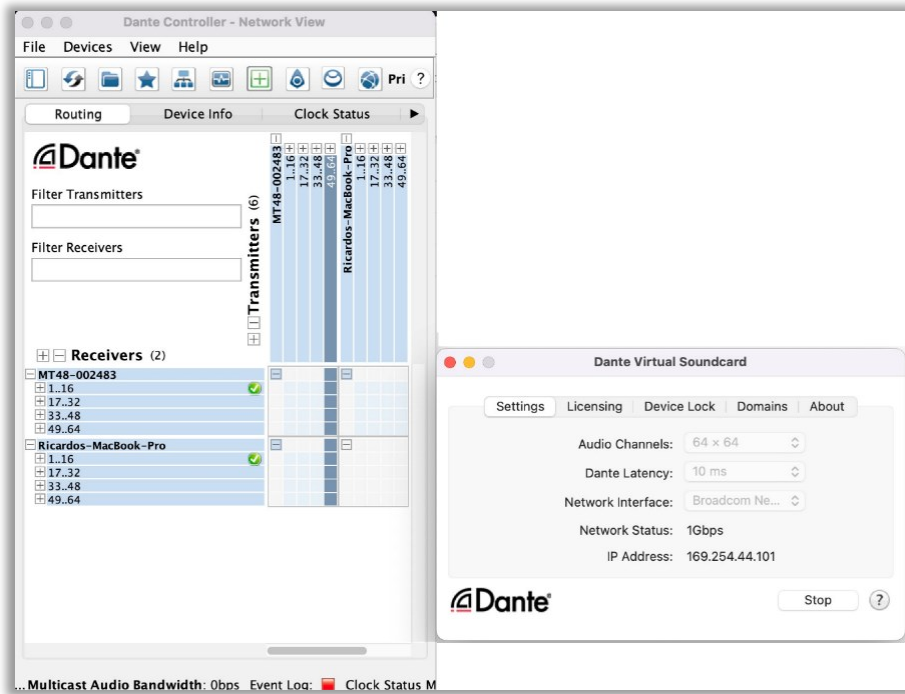 Dante Controller - Network View
File Devices View Help
Pri ?
Routing Device Info Clock Status
Dante
Filter Transmitters
Filter Receivers
Transmitters (6)
MT48-002483
1..16
17..32
33..48
49..64
Ricardos-MacBook-Pro
1..16
17..32
33..48
49..64
Receivers (2)
MT48-002483
1..16
17..32
33..48
49..64
Ricardos-MacBook-Pro
1..16
17..32
33..48
49..64
...Multicast Audio Bandwidth: 0bps Event Log: Clock Status M
Dante Virtual Soundcard
Settings Licensing Device Lock Domains About
Audio Channels: 64 × 64
Dante Latency: 10 ms
Network Interface: Broadcom Ne...
Network Status: 1Gbps
IP Address: 169.254.44.101
Dante
Stop ?